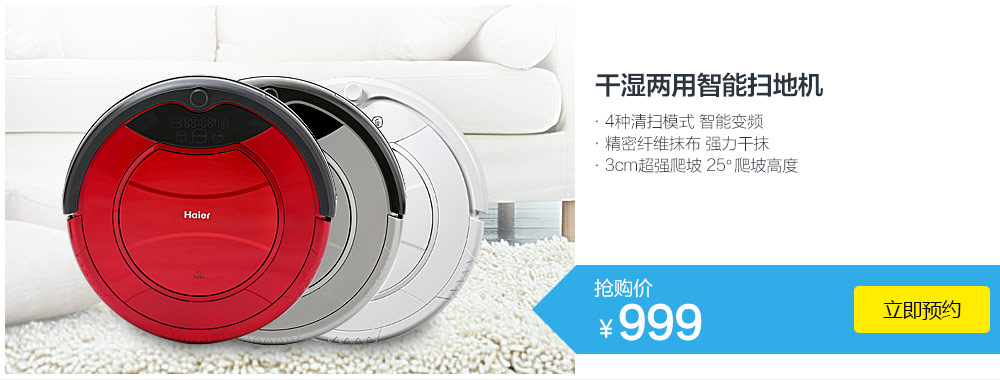 Haier
干湿两用智能扫地机
· 4种清扫模式 智能变频
· 精密纤维抹布 强力干抹
· 3cm超强爬坡 25°爬坡高度
抢购价
¥999
立即预约